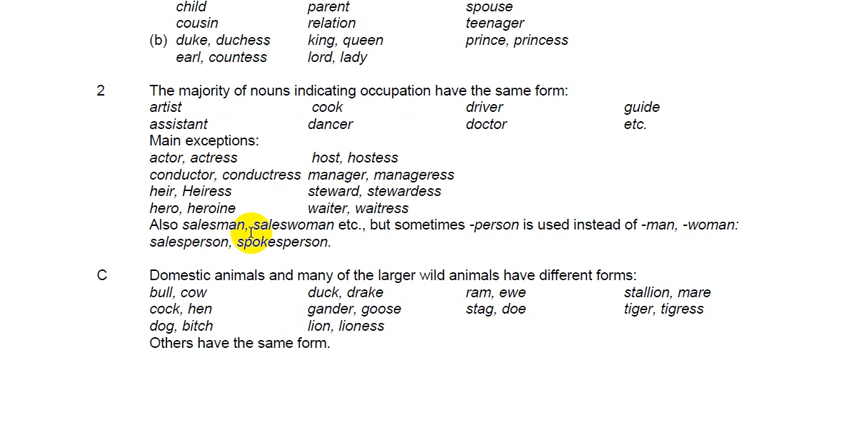 child parent spouse
cousin relation teenager
(b) duke, duchess king, queen prince, princess
earl, countess lord, lady
2 The majority of nouns indicating occupation have the same form:
artist cook driver guide
assistant dancer doctor etc.
Main exceptions:
actor, actress host, hostess
conductor, conductress manager, manageress
heir, Heiress steward, stewardess
hero, heroine waiter, waitress
Also salesman, saleswoman etc., but sometimes -person is used instead of -man, -woman:
salesperson, spokesperson.
C Domestic animals and many of the larger wild animals have different forms:
bull, cow duck, drake ram, ewe stallion, mare
cock, hen gander, goose stag, doe tiger, tigress
dog, bitch lion, lioness
Others have the same form.